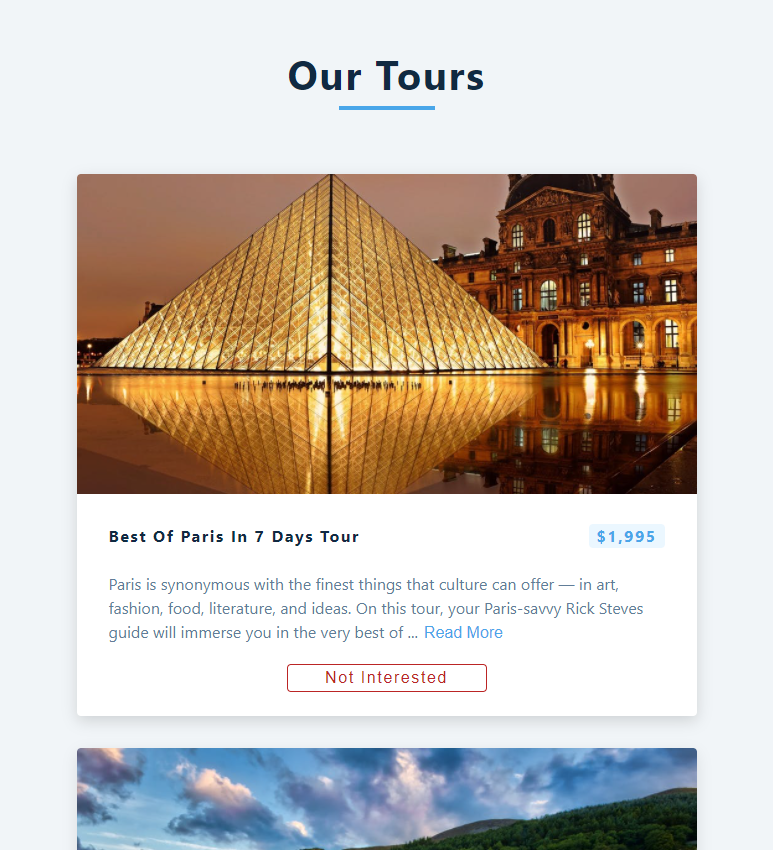 Our Tours
Best Of Paris In 7 Days Tour
$1,995
Paris is synonymous with the finest things that culture can offer — in art,
fashion, food, literature, and ideas. On this tour, your Paris-savvy Rick Steves
guide will immerse you in the very best of ... Read More
Not Interested